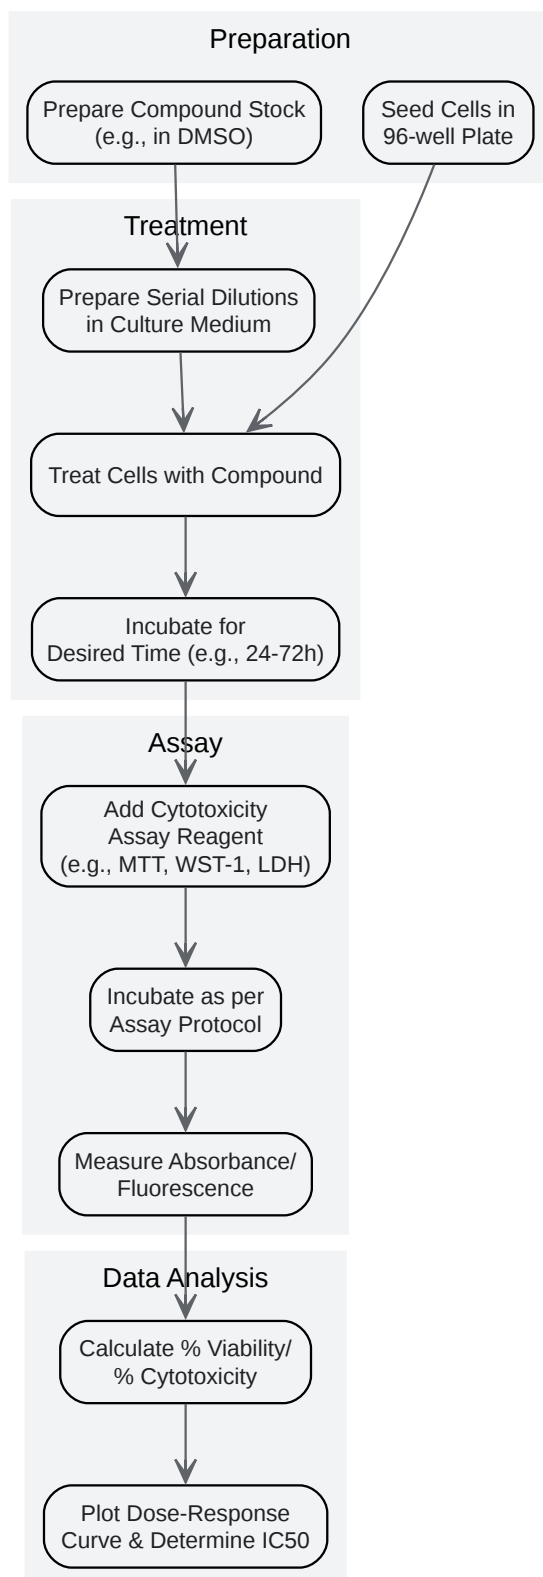 Preparation
Prepare Compound Stock
(e.g., in DMSO)
Seed Cells in
96-well Plate
Treatment
Prepare Serial Dilutions
in Culture Medium
Treat Cells with Compound
Incubate for
Desired Time (e.g., 24-72h)
Assay
Add Cytotoxicity
Assay Reagent
(e.g., MTT, WST-1, LDH)
Incubate as per
Assay Protocol
Measure Absorbance/
Fluorescence
Data Analysis
Calculate % Viability/
% Cytotoxicity
Plot Dose-Response
Curve & Determine IC50